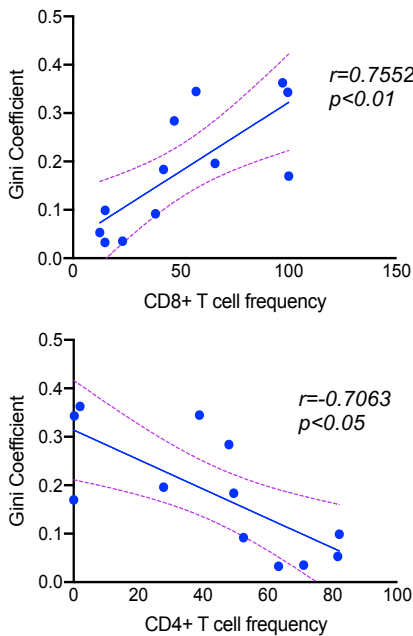 0.5
0.4
0.3
0.2
0.1
0.0
Gini Coefficient
r=0.7552
p<0.01
0 50 100 150
CD8+ T cell frequency
0.5
0.4
0.3
0.2
0.1
0.0
Gini Coefficient
r=-0.7063
p<0.05
0 20 40 60 80 100
CD4+ T cell frequency